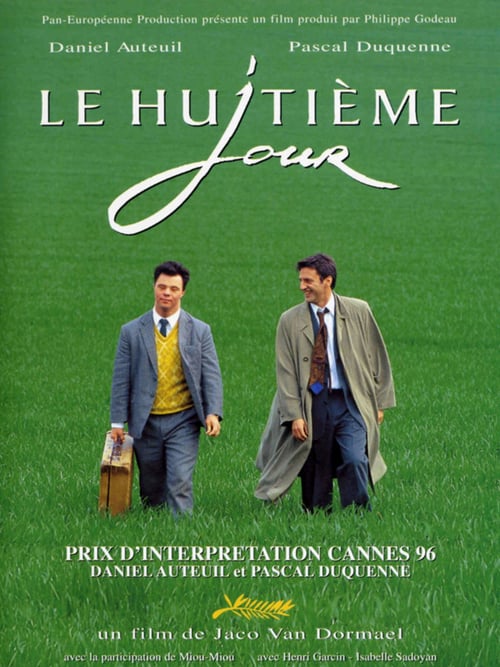 Pan-Européenne Production présente un film produit par Philippe Godeau
Daniel Auteuil Pascal Duquenne
LE HUITIÈME
Jour
PRIX D'INTERPRETATION CANNES 96
DANIEL AUTEUIL et PASCAL DUQUENNE
un film de Jaco Van Dormael
avec la participation de Miou-Miou avec Henri Garcin - Isabelle Sadoyan